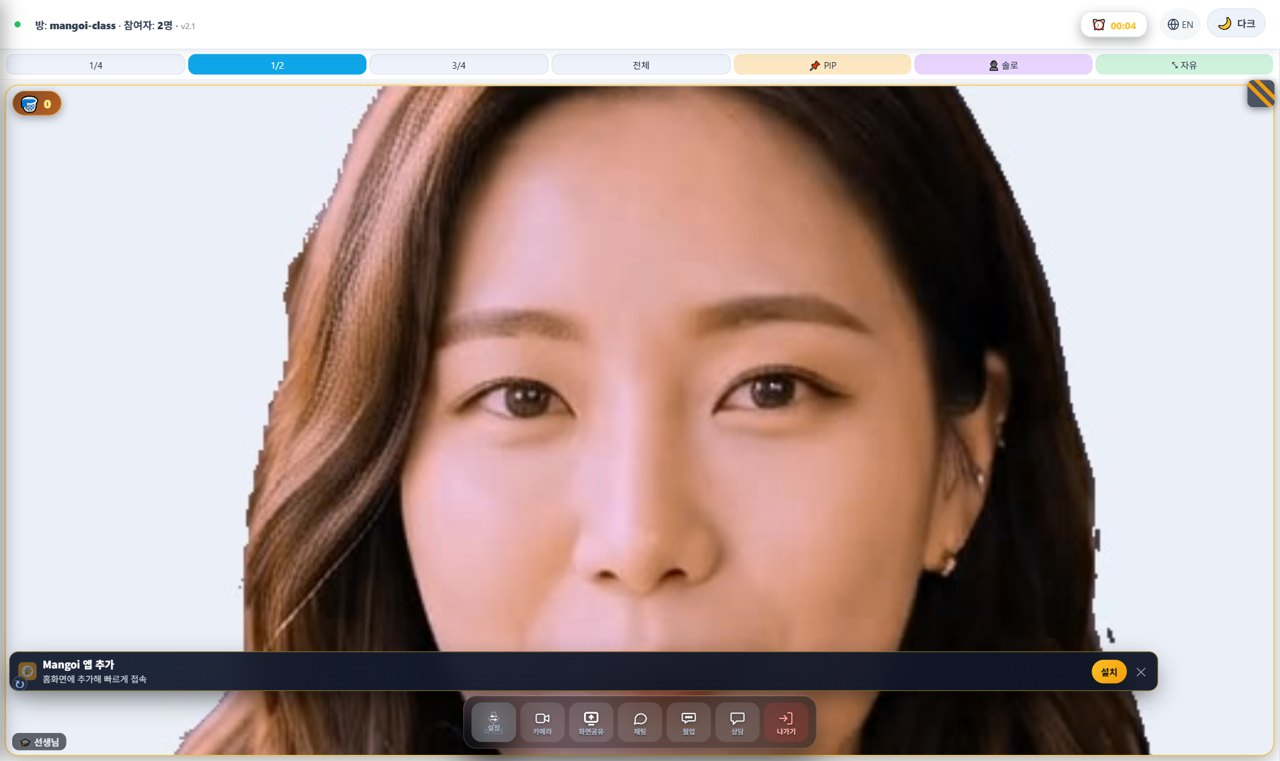 방: mangoi-class · 참여자: 2명 · v2.1
00:04
EN
다크
1/4
1/2
3/4
전체
PIP
솔로
자유
0
Mangoi 앱 추가
홈화면에 추가해 빠르게 접속
설치
설정
카메라
화면공유
채팅
퀄업
상담
나가기
선생님